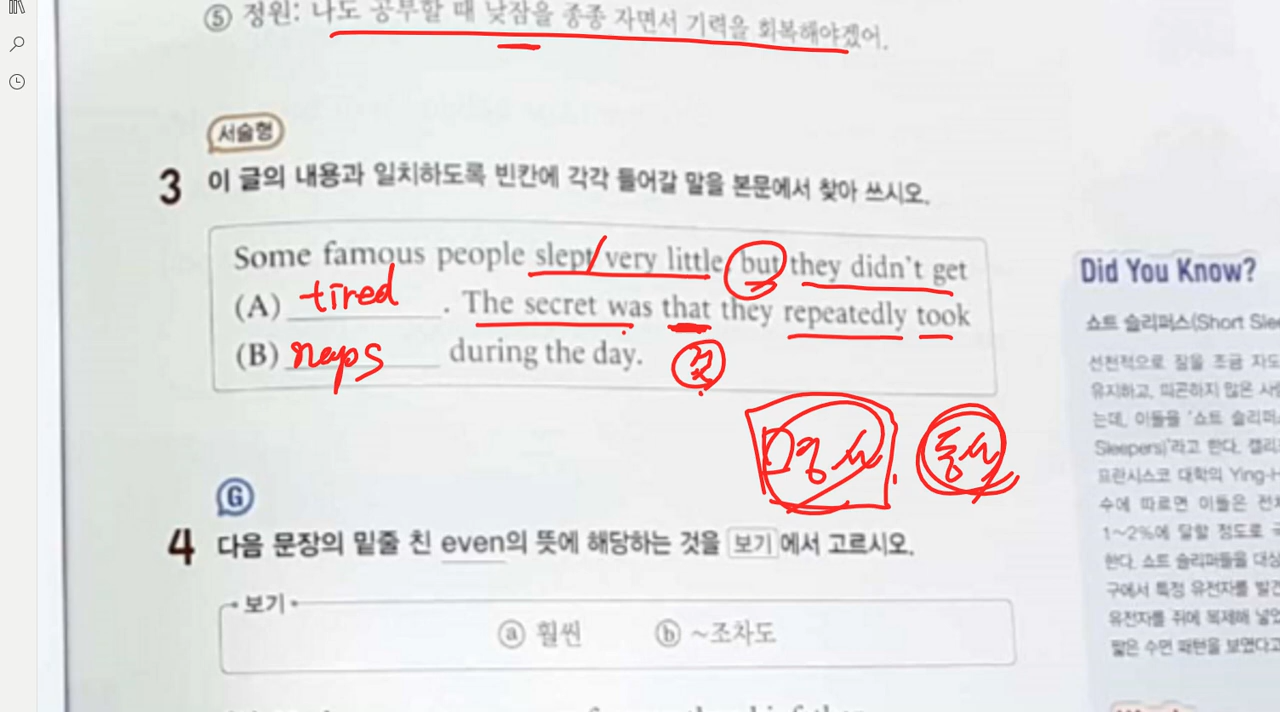 ⑤ 정원: 나도 공부할 때 낮잠을 종종 자면서 기력을 회복해야겠어.
서술형
3 이 글의 내용과 일치하도록 빈칸에 각각 들어갈 말을 본문에서 찾아 쓰시오.
Some famous people slept very little, but they didn't get
(A) tired . The secret was that they repeatedly took
(B) naps during the day.
것
명사 동사
G
4 다음 문장의 밑줄 친 even의 뜻에 해당하는 것을 보기 에서 고르시오.
보기
ⓐ 훨씬 ⓑ ~조차도
Did You Know?
쇼트 슬리퍼스(Short Slee
선천적으로 잠을 조금 자도
유지하고, 피곤하지 않은 사
는데, 이들을 '쇼트 슬리퍼
Sleepers)'라고 한다. 캘리
프란시스코 대학의 Ying-H
수에 따르면 이들은 전체
1~2%에 달할 정도로
한다. 쇼트 슬리퍼들을 대상
구에서 특정 유전자를 발견
유전자를 쥐에 복제해 넣었
짧은 수면 패턴을 보였다고